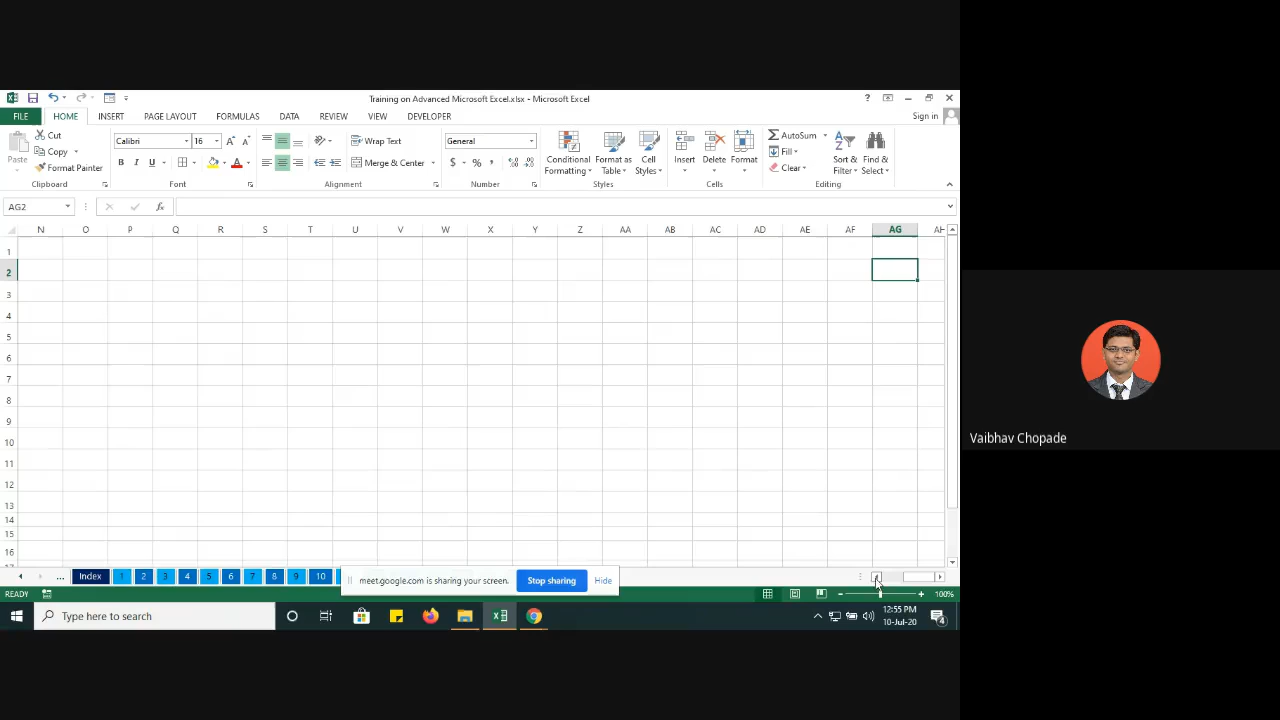 Training on Advanced Microsoft Excel.xlsx - Microsoft Excel
FILE HOME INSERT PAGE LAYOUT FORMULAS DATA REVIEW VIEW DEVELOPER Sign in
Paste Cut Copy Format Painter Clipboard
Calibri 16 B I U A Font
Wrap Text Merge & Center Alignment
General $ % , Number
Conditional Formatting Format as Table Cell Styles Styles
Insert Delete Format Cells
AutoSum Fill Clear Sort & Filter Find & Select Editing
AG2 fx
N O P Q R S T U V W X Y Z AA AB AC AD AE AF AG AH
1
2
3
4
5
6
7
8
9
10
11
12
13
14
15
16
... Index 1 2 3 4 5 6 7 8 9 10
meet.google.com is sharing your screen. Stop sharing Hide
READY 100%
Type here to search
12:55 PM
10-Jul-20
4
Vaibhav Chopade